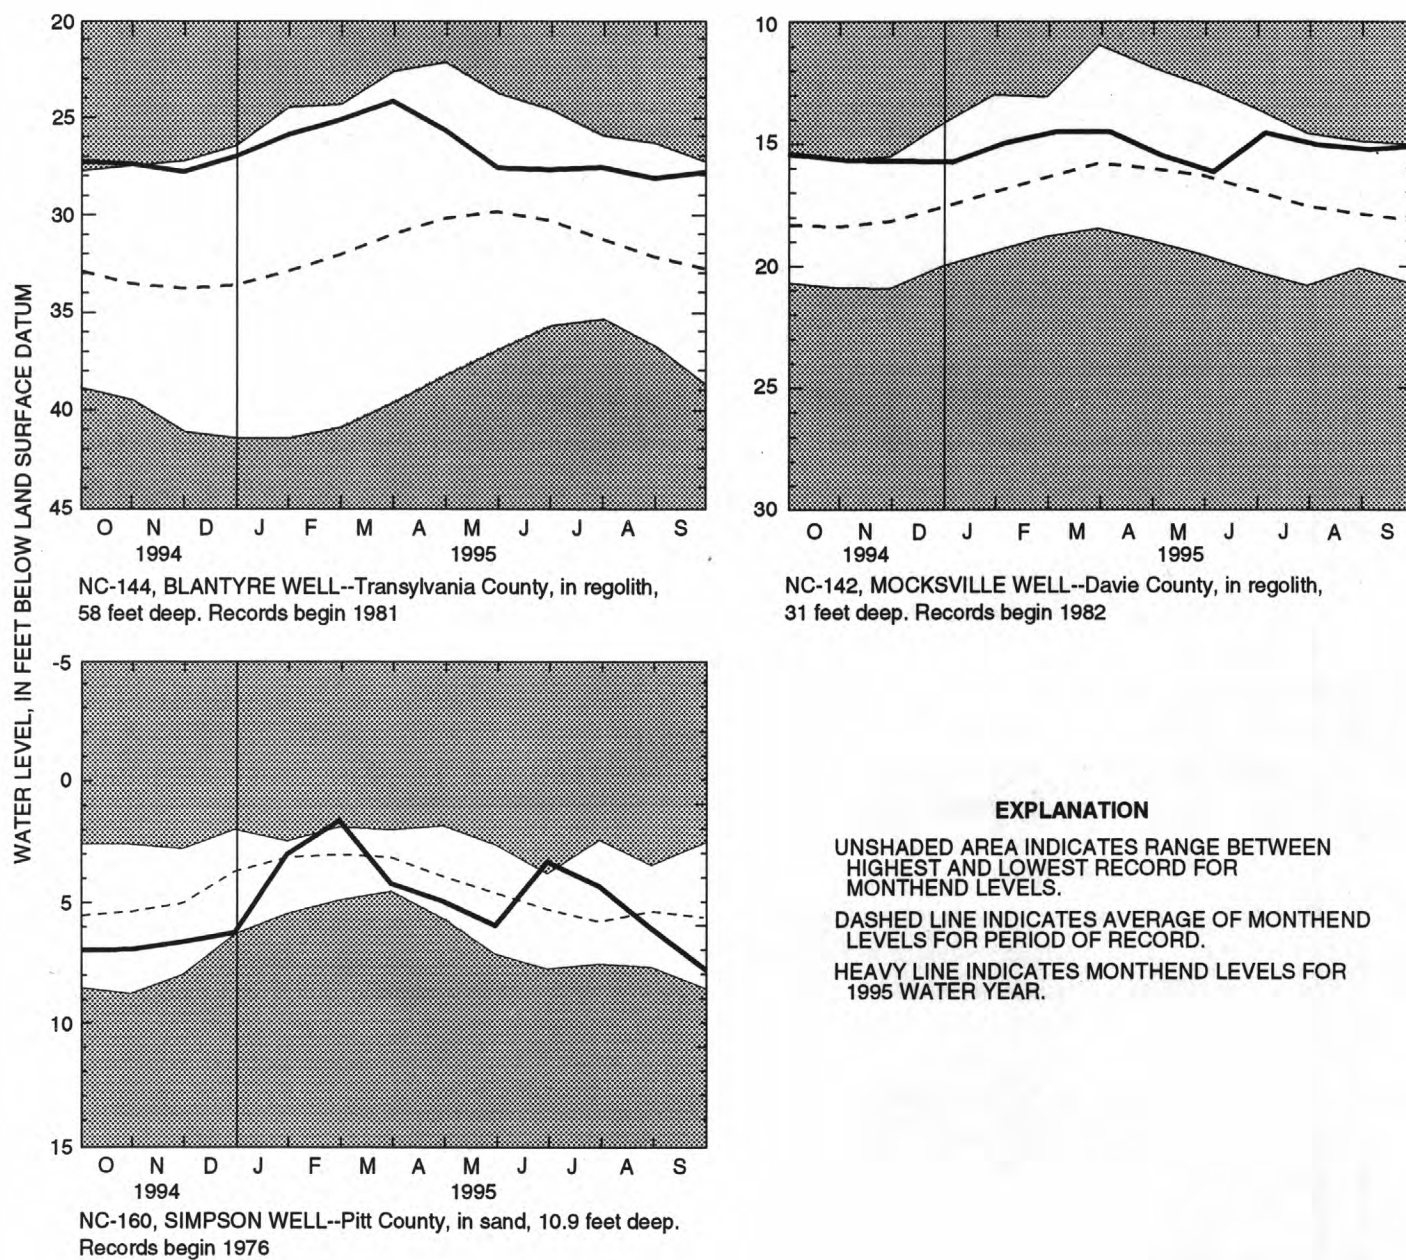 WATER LEVEL, IN FEET BELOW LAND SURFACE DATUM
20
25
30
35
40
45
O N D J F M A M J J A S
1994 1995
NC-144, BLANTYRE WELL--Transylvania County, in regolith,
58 feet deep. Records begin 1981
10
15
20
25
30
O N D J F M A M J J A S
1994 1995
NC-142, MOCKSVILLE WELL--Davie County, in regolith,
31 feet deep. Records begin 1982
-5
0
5
10
15
O N D J F M A M J J A S
1994 1995
NC-160, SIMPSON WELL--Pitt County, in sand, 10.9 feet deep.
Records begin 1976
EXPLANATION
UNSHADED AREA INDICATES RANGE BETWEEN
HIGHEST AND LOWEST RECORD FOR
MONTHEND LEVELS.
DASHED LINE INDICATES AVERAGE OF MONTHEND
LEVELS FOR PERIOD OF RECORD.
HEAVY LINE INDICATES MONTHEND LEVELS FOR
1995 WATER YEAR.